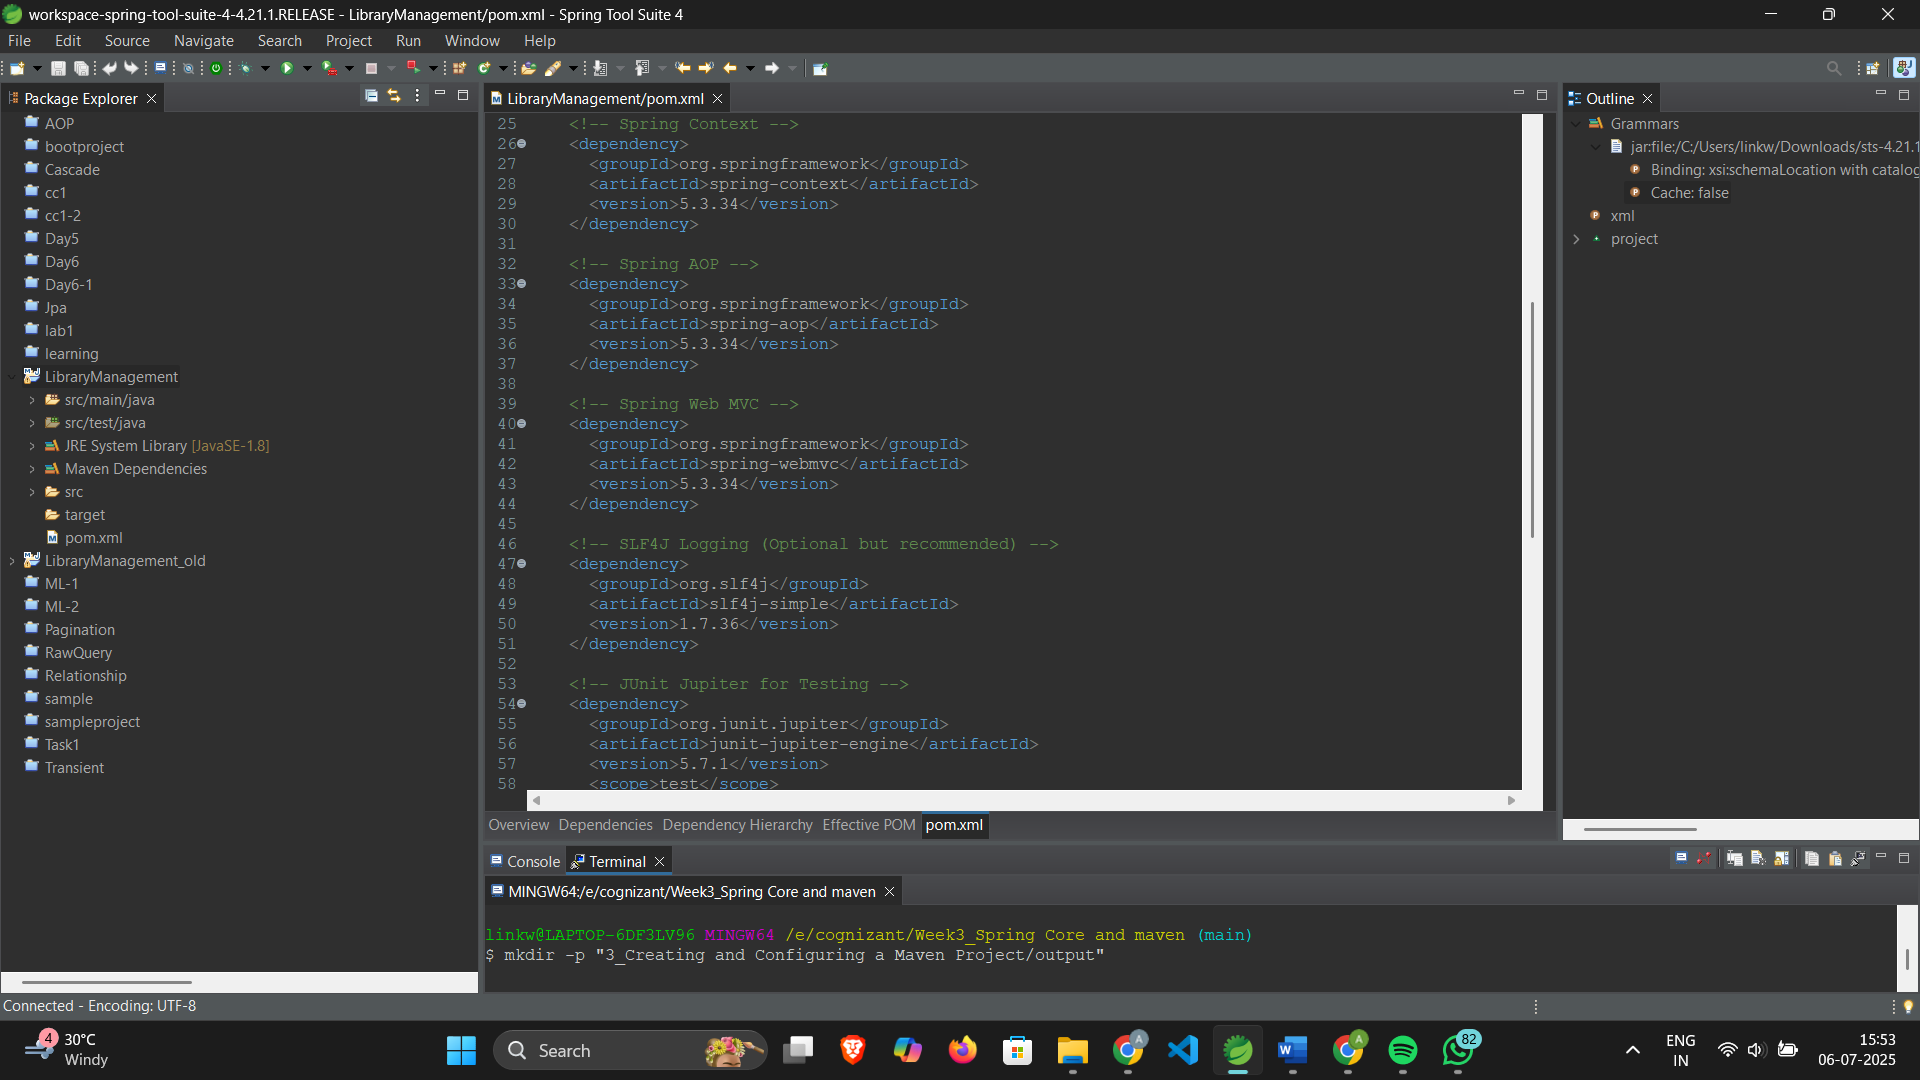 workspace-spring-tool-suite-4-4.21.1.RELEASE - LibraryManagement/pom.xml - Spring Tool Suite 4
File Edit Source Navigate Search Project Run Window Help
Package Explorer
AOP
bootproject
Cascade
cc1
cc1-2
Day5
Day6
Day6-1
Jpa
lab1
learning
LibraryManagement
src/main/java
src/test/java
JRE System Library [JavaSE-1.8]
Maven Dependencies
src
target
pom.xml
LibraryManagement_old
ML-1
ML-2
Pagination
RawQuery
Relationship
sample
sampleproject
Task1
Transient
LibraryManagement/pom.xml
25 <!-- Spring Context -->
26 <dependency>
27 <groupId>org.springframework</groupId>
28 <artifactId>spring-context</artifactId>
29 <version>5.3.34</version>
30 </dependency>
31
32 <!-- Spring AOP -->
33 <dependency>
34 <groupId>org.springframework</groupId>
35 <artifactId>spring-aop</artifactId>
36 <version>5.3.34</version>
37 </dependency>
38
39 <!-- Spring Web MVC -->
40 <dependency>
41 <groupId>org.springframework</groupId>
42 <artifactId>spring-webmvc</artifactId>
43 <version>5.3.34</version>
44 </dependency>
45
46 <!-- SLF4J Logging (Optional but recommended) -->
47 <dependency>
48 <groupId>org.slf4j</groupId>
49 <artifactId>slf4j-simple</artifactId>
50 <version>1.7.36</version>
51 </dependency>
52
53 <!-- JUnit Jupiter for Testing -->
54 <dependency>
55 <groupId>org.junit.jupiter</groupId>
56 <artifactId>junit-jupiter-engine</artifactId>
57 <version>5.7.1</version>
58 <scope>test</scope>
Overview Dependencies Dependency Hierarchy Effective POM pom.xml
Outline
Grammars
jar:file:/C:/Users/linkw/Downloads/sts-4.21.1
Binding: xsi:schemaLocation with catalog
Cache: false
xml
project
Console Terminal
MINGW64:/e/cognizant/Week3_Spring Core and maven
linkw@LAPTOP-6DF3LV96 MINGW64 /e/cognizant/Week3_Spring Core and maven (main)
$ mkdir -p "3_Creating and Configuring a Maven Project/output"
Connected - Encoding: UTF-8
4
30°C
Windy
Search
82
ENG
IN
15:53
06-07-2025